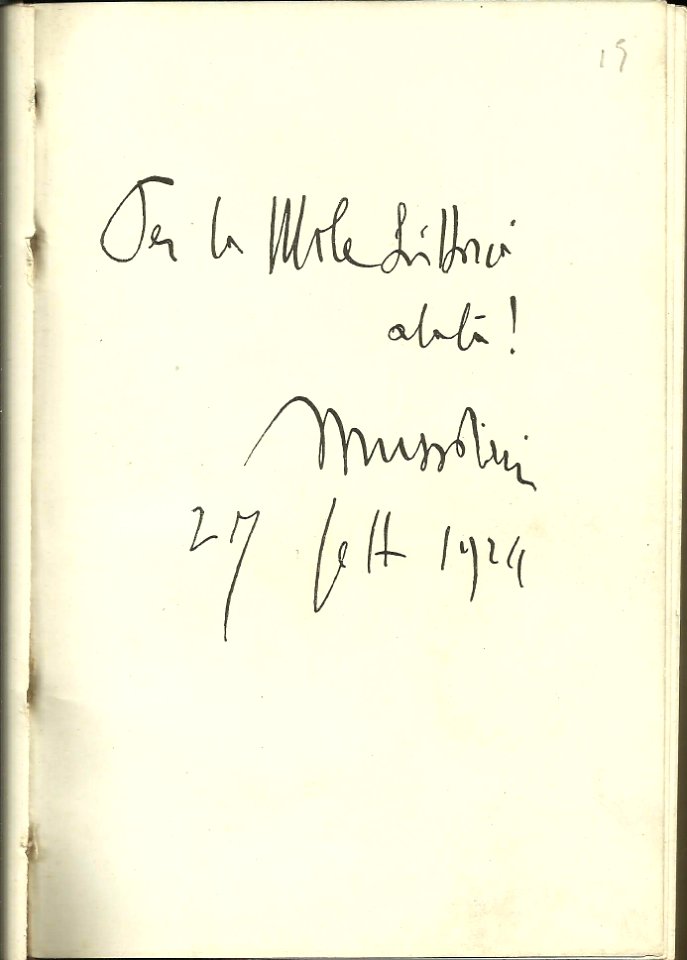 19
Per la Mole Littoria
alalà!
Mussolini
27 sett 1924